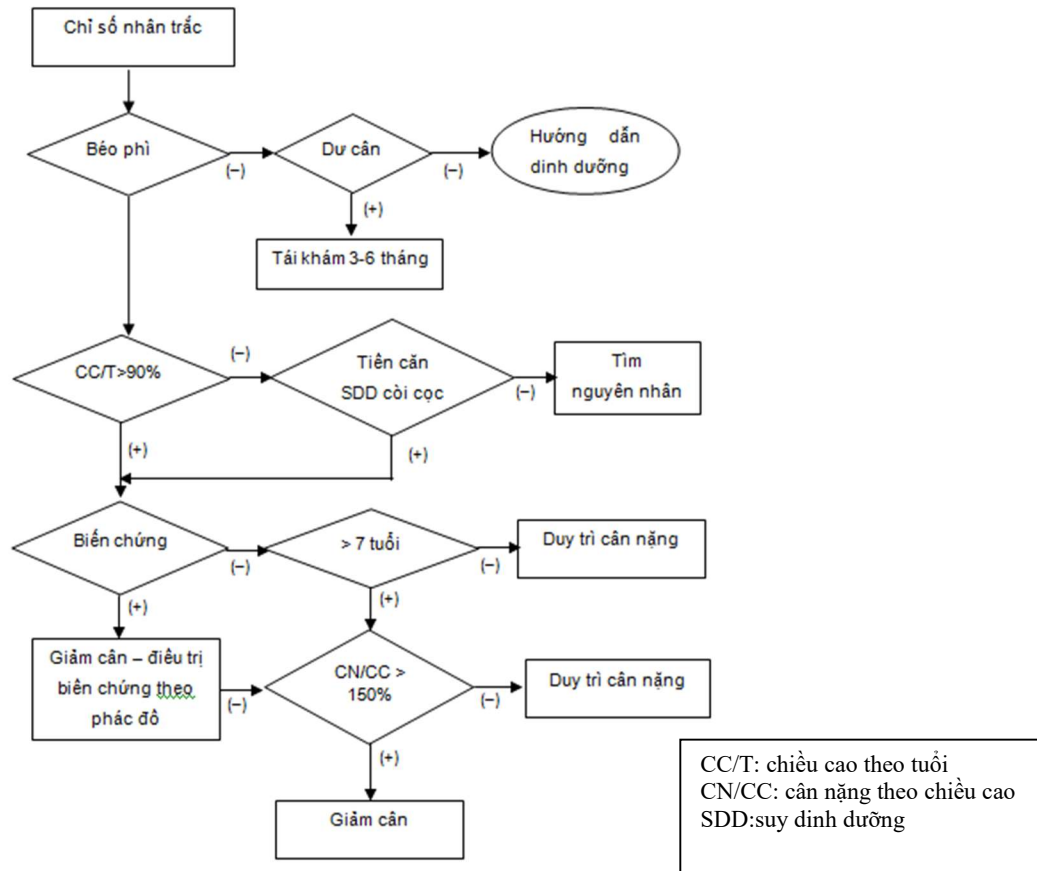 Chỉ số nhân trắc
Béo phì
(–)
Dư cân
(–)
Hướng dẫn
dinh dưỡng
(+)
Tái khám 3-6 tháng
CC/T>90%
(–)
Tiền căn
SDD còi cọc
(–)
Tìm
nguyên nhân
(+)
(+)
Biến chứng
(–)
> 7 tuổi
(–)
Duy trì cân nặng
(+)
(+)
Giảm cân – điều trị
biến chứng theo
phác đồ
(–)
CN/CC >
150%
(–)
Duy trì cân nặng
(+)
Giảm cân
CC/T: chiều cao theo tuổi
CN/CC: cân nặng theo chiều cao
SDD:suy dinh dưỡng